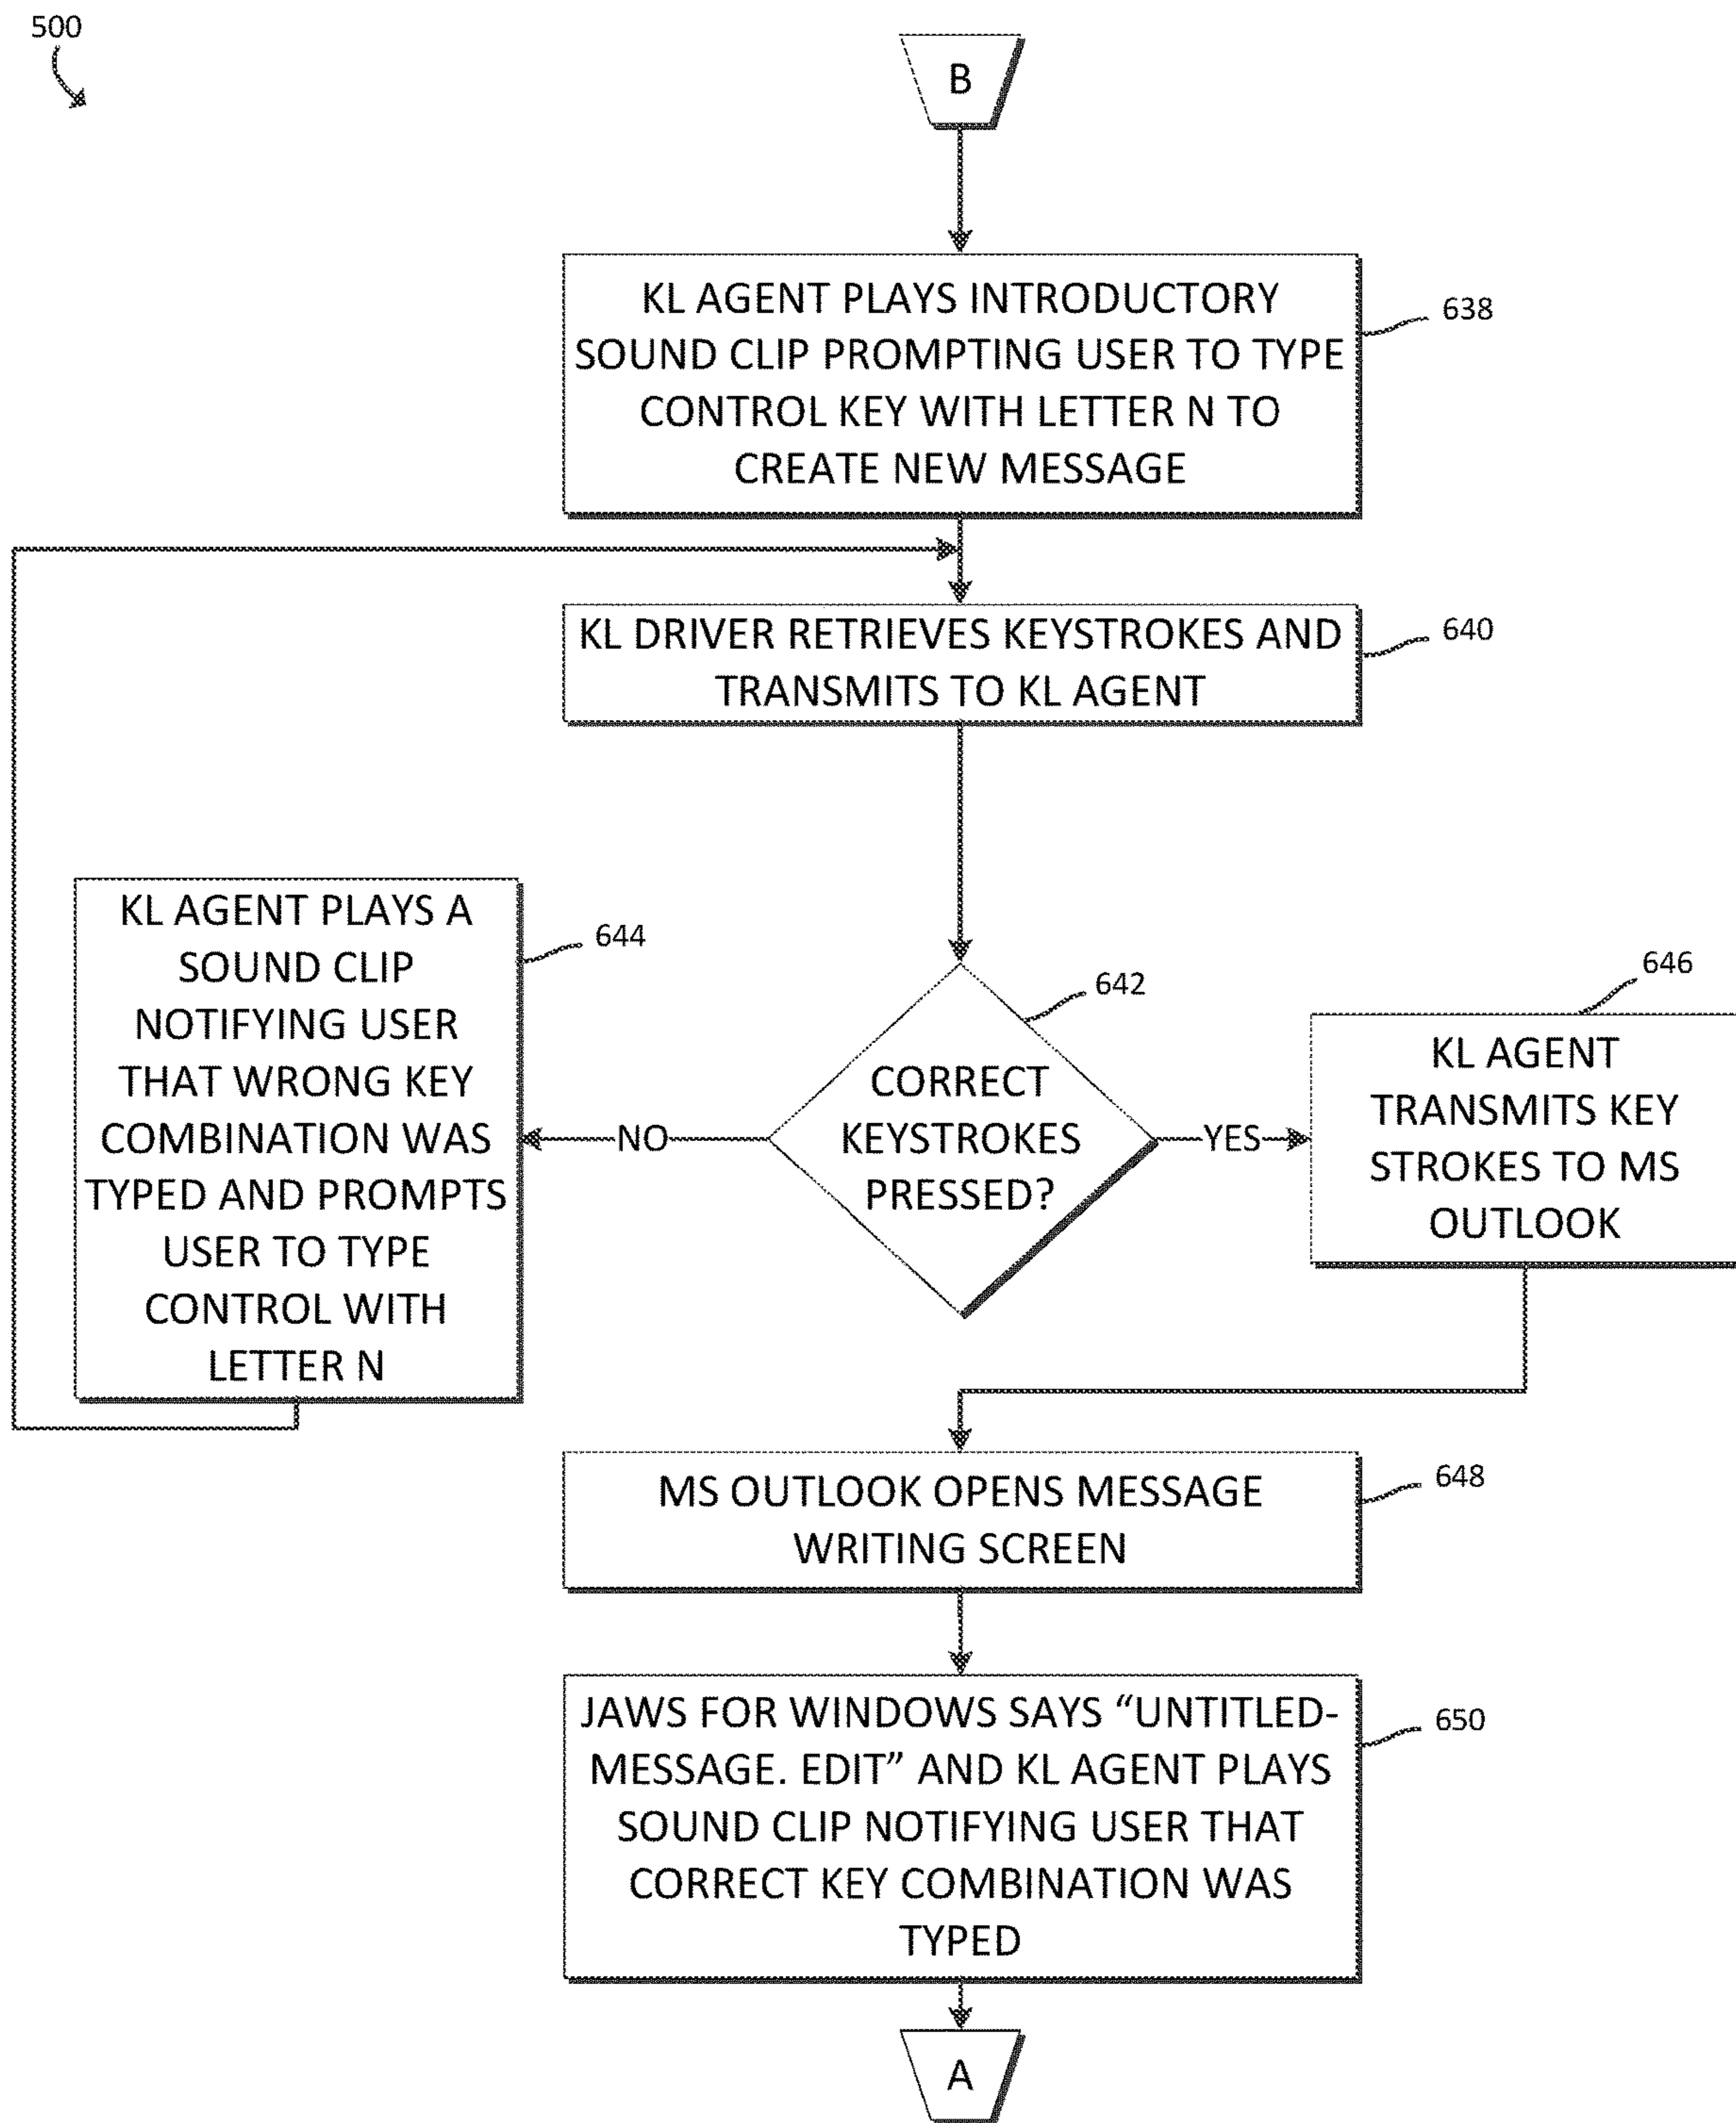 500
B
KL AGENT PLAYS INTRODUCTORY
SOUND CLIP PROMPTING USER TO TYPE
CONTROL KEY WITH LETTER N TO
CREATE NEW MESSAGE
638
KL DRIVER RETRIEVES KEYSTROKES AND
TRANSMITS TO KL AGENT
640
KL AGENT PLAYS A
SOUND CLIP
NOTIFYING USER
THAT WRONG KEY
COMBINATION WAS
TYPED AND PROMPTS
USER TO TYPE
CONTROL WITH
LETTER N
644
NO
642
CORRECT
KEYSTROKES
PRESSED?
YES
646
KL AGENT
TRANSMITS KEY
STROKES TO MS
OUTLOOK
MS OUTLOOK OPENS MESSAGE
WRITING SCREEN
648
JAWS FOR WINDOWS SAYS “UNTITLED-
MESSAGE. EDIT” AND KL AGENT PLAYS
SOUND CLIP NOTIFYING USER THAT
CORRECT KEY COMBINATION WAS
TYPED
650
A